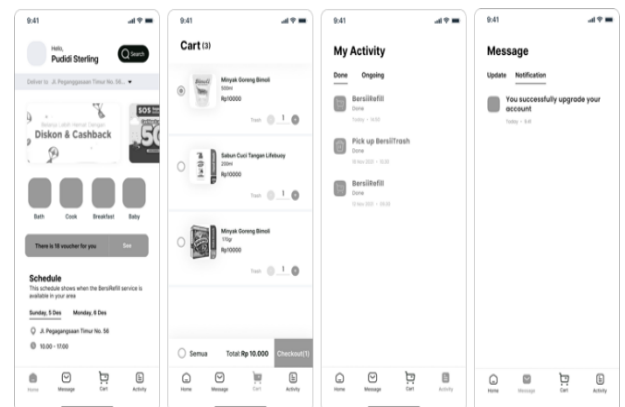 9:41
Hello,
Pudidi Sterling
Search
Deliver to Jl. Pegangsaan Timur No. 56...
Diskon & Cashback
SOS
50
Bath
Cook
Breakfast
Baby
There is 19 voucher for you
See
Schedule
This schedule shows when the BersiRefill service is
available in your area
Sunday, 5 Des
Monday, 6 Des
Jl. Pegangsaan Timur No. 56
10.00 - 17.00
Home
Message
Cart
Activity
9:41
Cart (3)
Minyak Goreng Bimoli
500ml
Rp10000
1
Sabun Cuci Tangan Lifebuoy
250ml
Rp10000
1
Minyak Goreng Bimoli
110gr
Rp10000
1
Semua
Total: Rp 10.000
Checkout(1)
Home
Message
Cart
Activity
9:41
My Activity
Done
Ongoing
BersiiRefill
Done
Today
Pick up BersiiTrash
Done
BersiiRefill
Done
Home
Message
Cart
Activity
9:41
Message
Update
Notification
You successfully upgrade your
account
Today
Home
Message
Cart
Activity